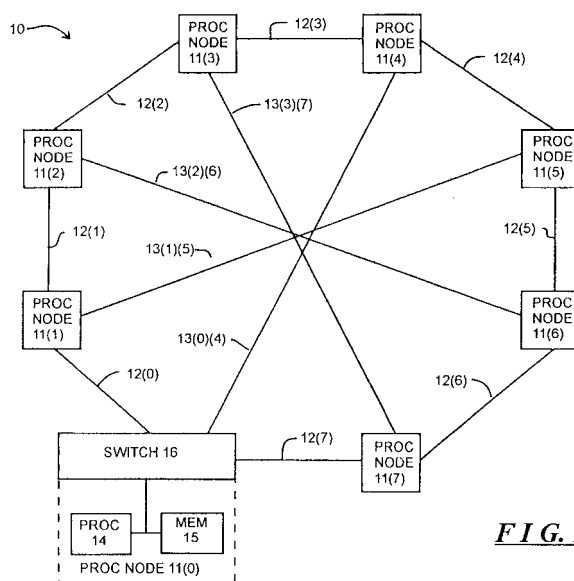 10
PROC
NODE
11(3)
12(3)
PROC
NODE
11(4)
12(4)
12(2)
13(3)(7)
PROC
NODE
11(2)
13(2)(6)
PROC
NODE
11(5)
12(1)
13(1)(5)
12(5)
PROC
NODE
11(1)
13(0)(4)
PROC
NODE
11(6)
12(0)
12(6)
SWITCH 16
12(7)
PROC
NODE
11(7)
PROC
14
MEM
15
PROC NODE 11(0)
FIG.